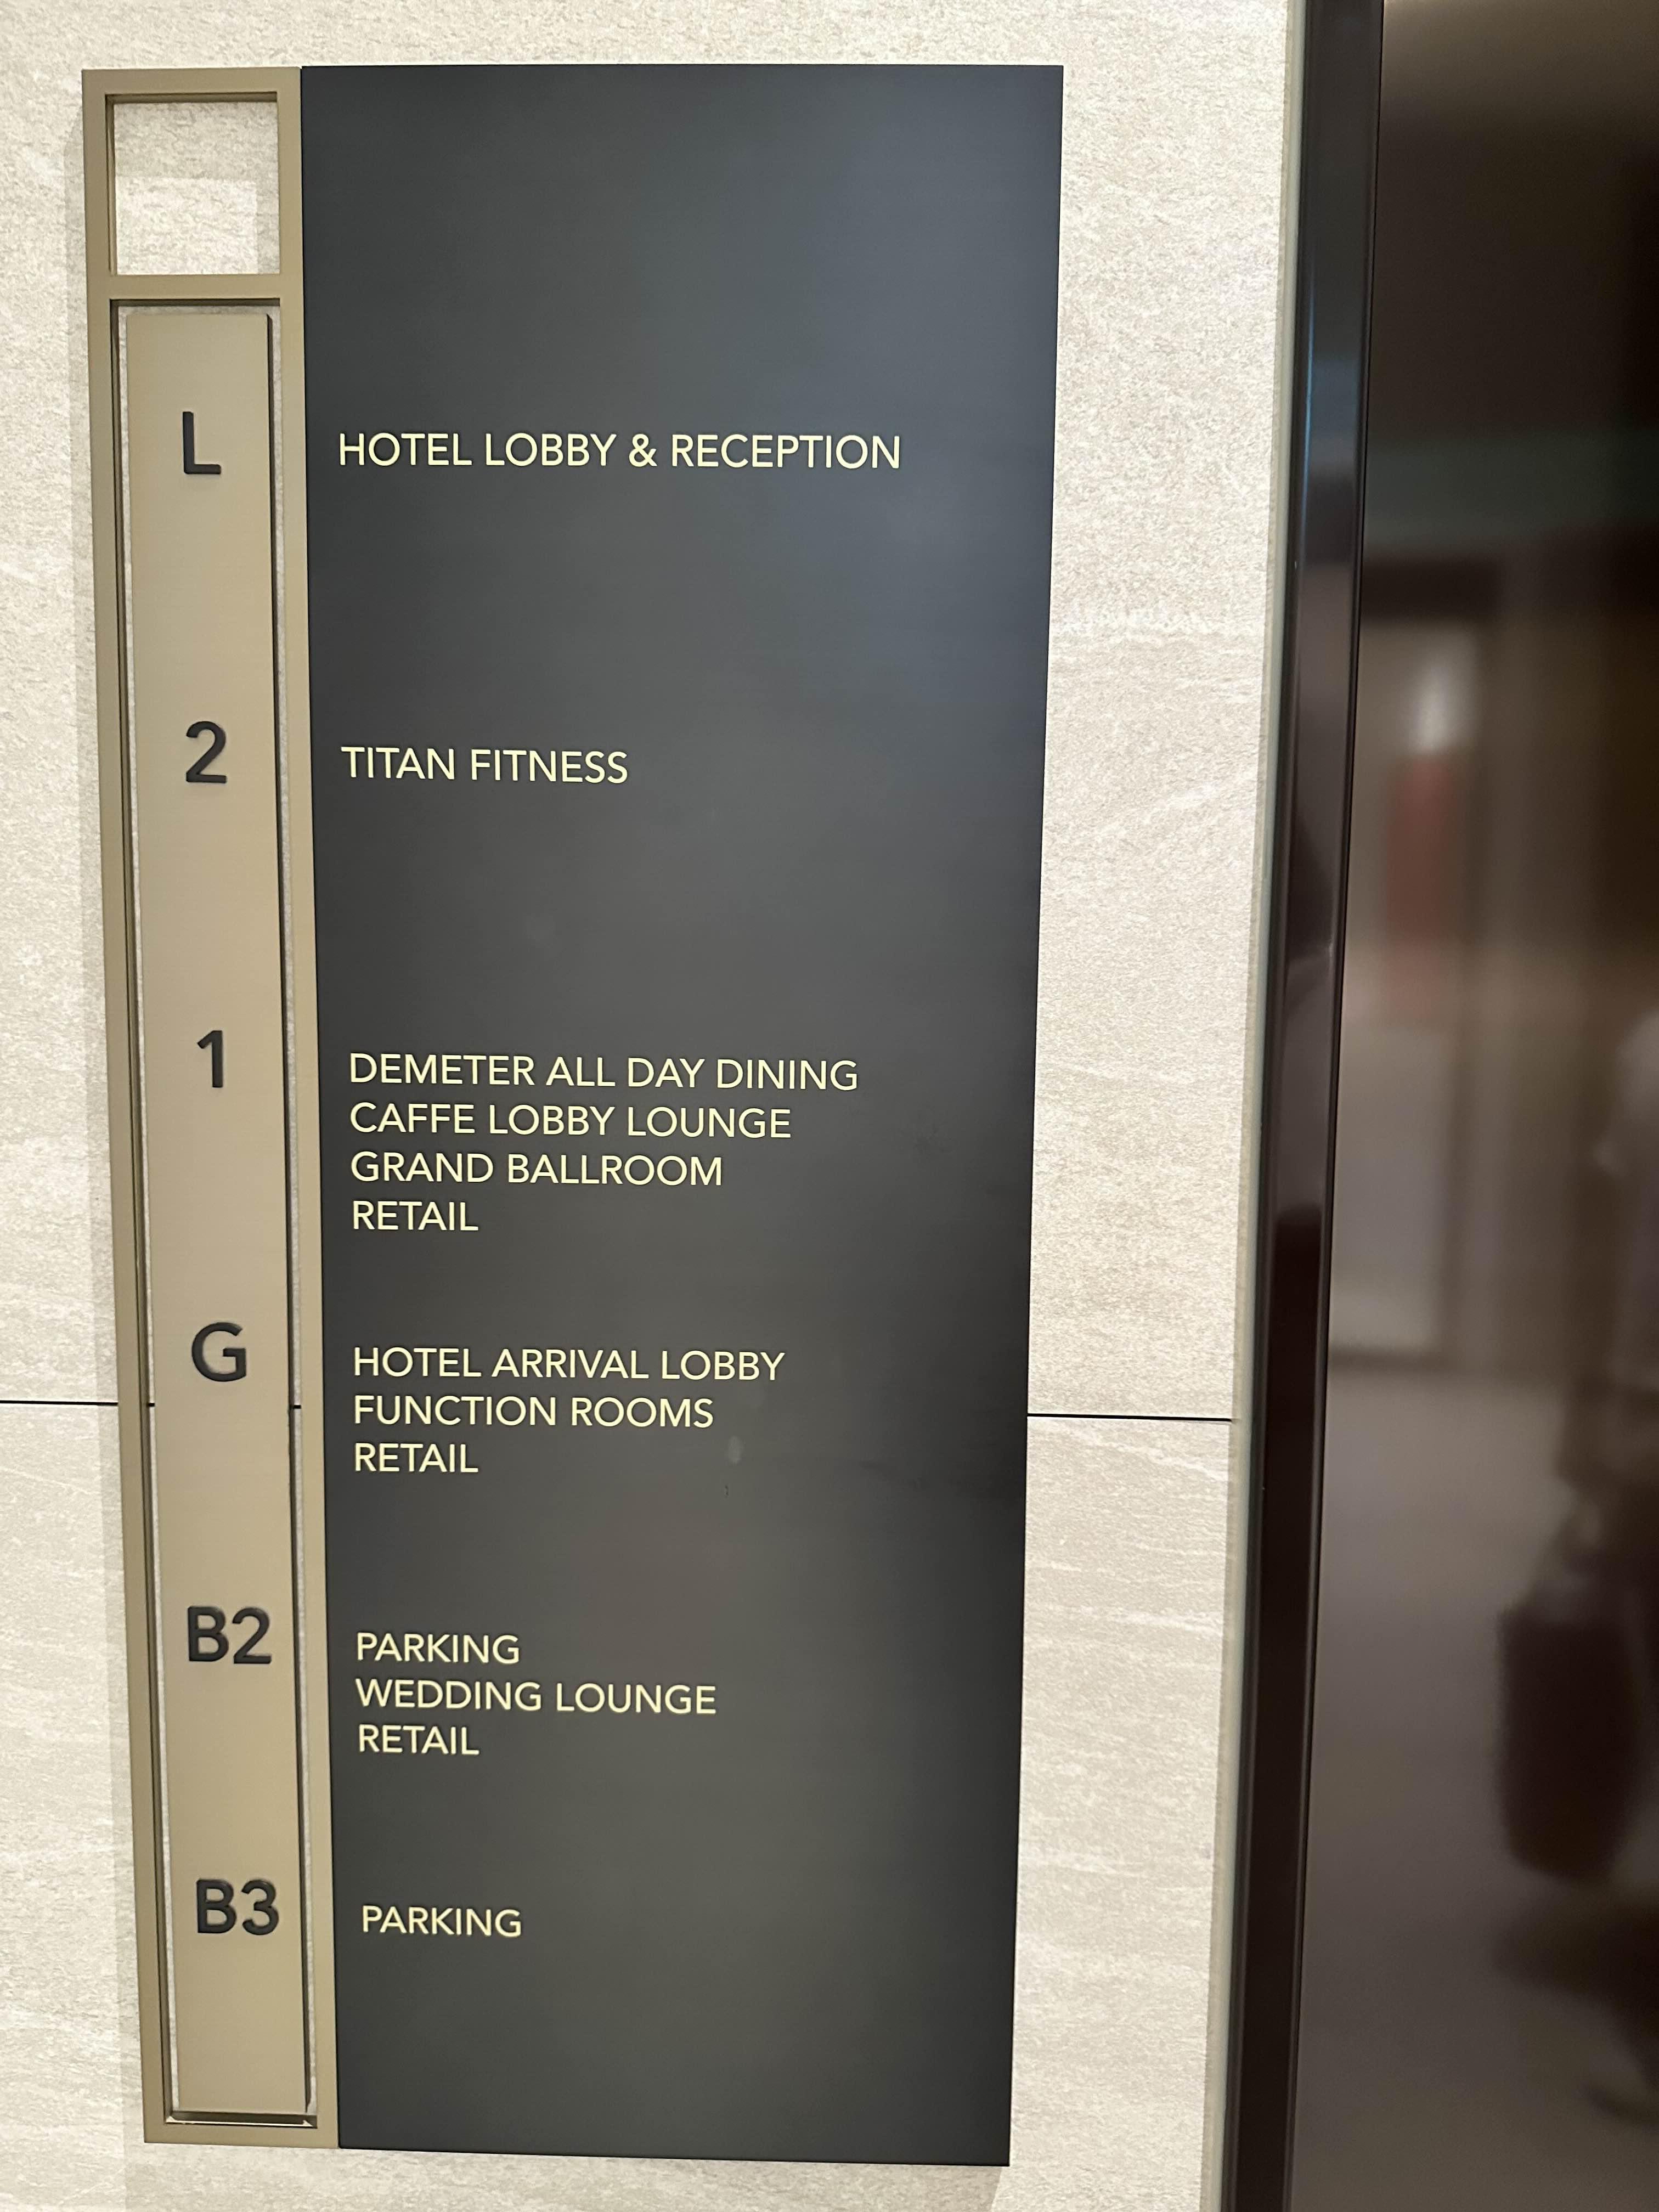 L HOTEL LOBBY & RECEPTION
2 TITAN FITNESS
1 DEMETER ALL DAY DINING
CAFFE LOBBY LOUNGE
GRAND BALLROOM
RETAIL
G HOTEL ARRIVAL LOBBY
FUNCTION ROOMS
RETAIL
B2 PARKING
WEDDING LOUNGE
RETAIL
B3 PARKING